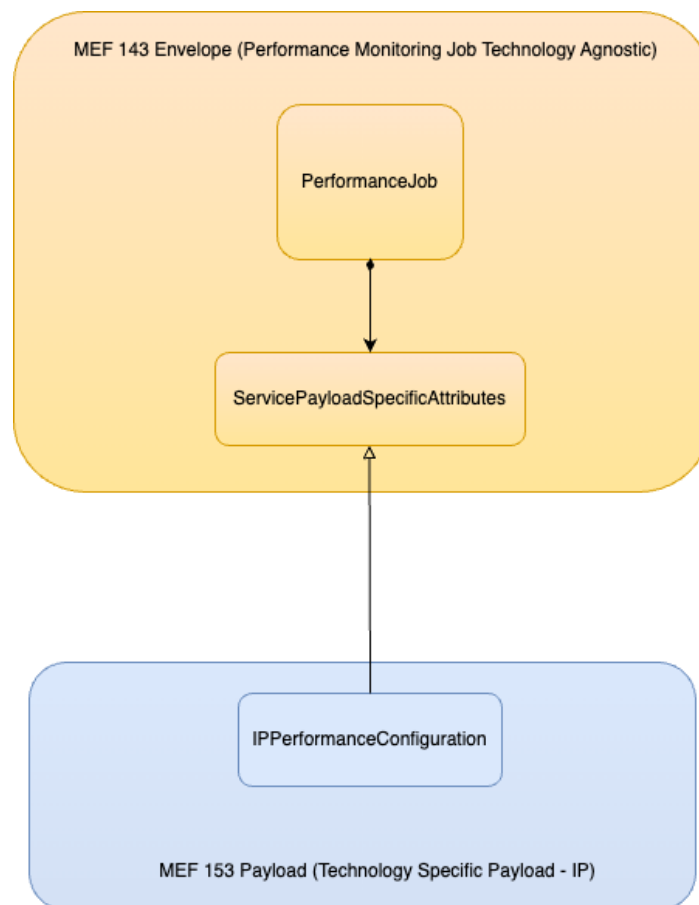 MEF 143 Envelope (Performance Monitoring Job Technology Agnostic)
PerformanceJob
ServicePayloadSpecificAttributes
IPPerformanceConfiguration
MEF 153 Payload (Technology Specific Payload - IP)